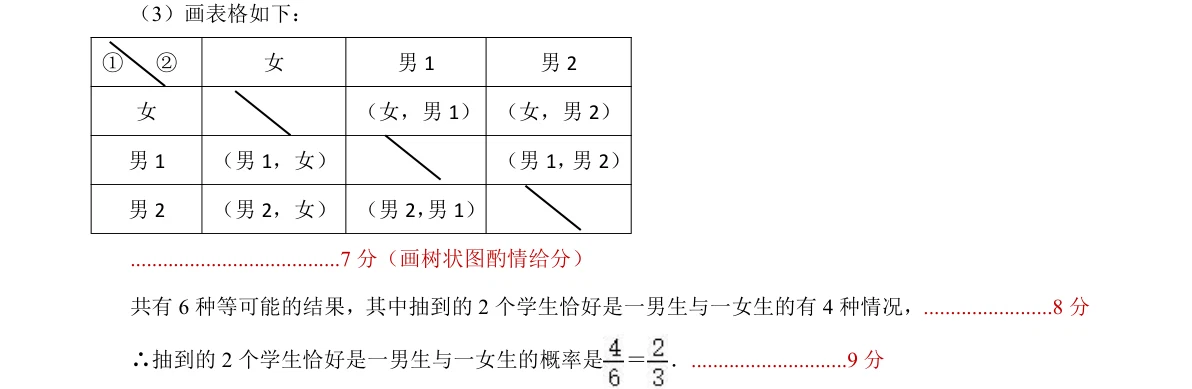 （3）画表格如下：
① ② 女 男 1 男 2
女 （女，男 1） （女，男 2）
男 1 （男 1，女） （男 1，男 2）
男 2 （男 2，女） （男 2，男 1）
.......................................7 分（画树状图酌情给分）
共有 6 种等可能的结果，其中抽到的 2 个学生恰好是一男生与一女生的有 4 种情况，........................8 分
∴抽到的 2 个学生恰好是一男生与一女生的概率是4/6=2/3．.............................9 分